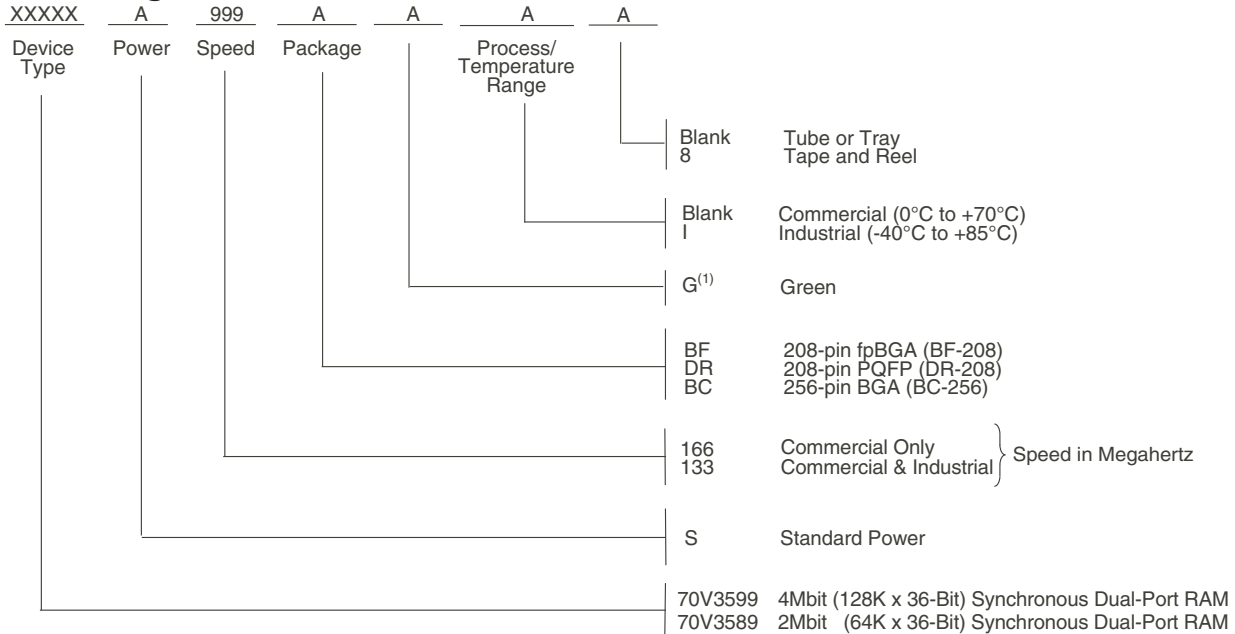 XXXXX A 999 A A A A
Device Type Power Speed Package Process/ Temperature Range
Blank Tube or Tray
8 Tape and Reel
Blank Commercial (0°C to +70°C)
I Industrial (-40°C to +85°C)
G(1) Green
BF 208-pin fpBGA (BF-208)
DR 208-pin PQFP (DR-208)
BC 256-pin BGA (BC-256)
166 Commercial Only
133 Commercial & Industrial
Speed in Megahertz
S Standard Power
70V3599 4Mbit (128K x 36-Bit) Synchronous Dual-Port RAM
70V3589 2Mbit (64K x 36-Bit) Synchronous Dual-Port RAM